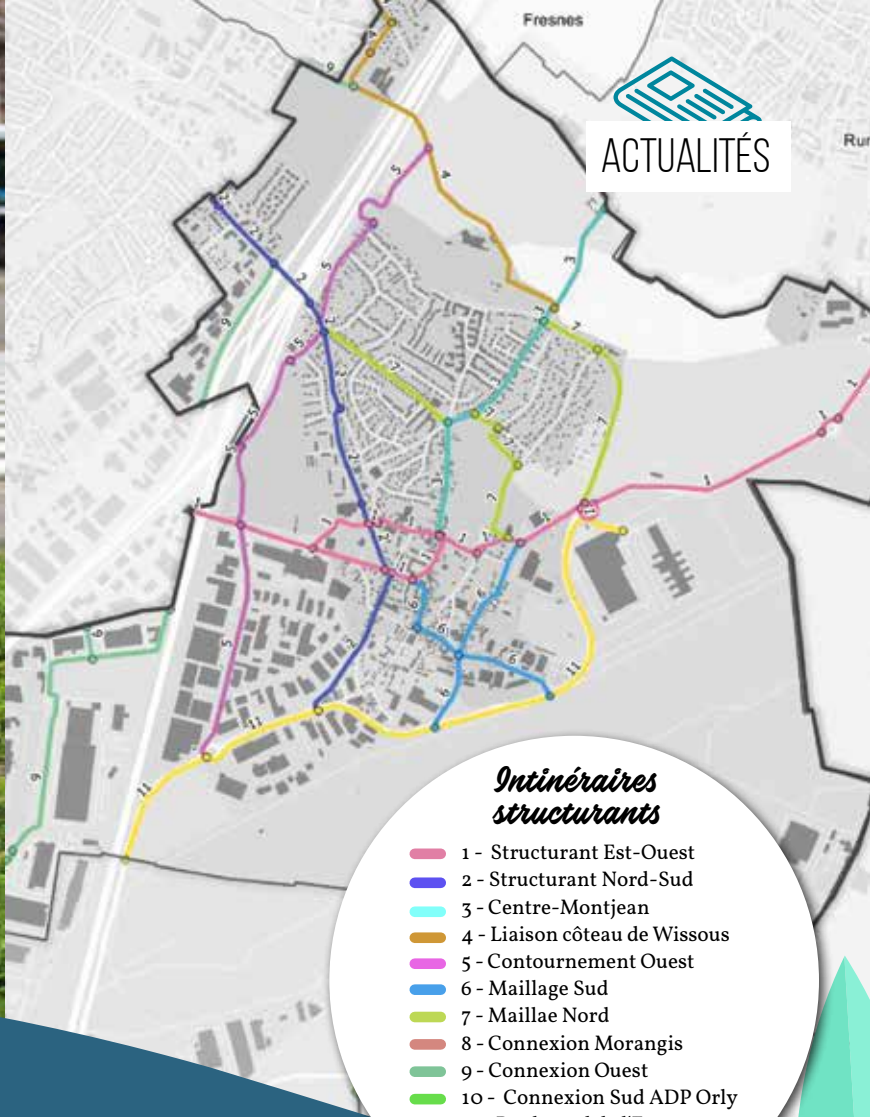 Fresnes
ACTUALITÉS
Intinéraires
structurants
1 - Structurant Est-Ouest
2 - Structurant Nord-Sud
3 - Centre-Montjean
4 - Liaison côteau de Wissous
5 - Contournement Ouest
6 - Maillage Sud
7 - Maillae Nord
8 - Connexion Morangis
9 - Connexion Ouest
10 - Connexion Sud ADP Orly